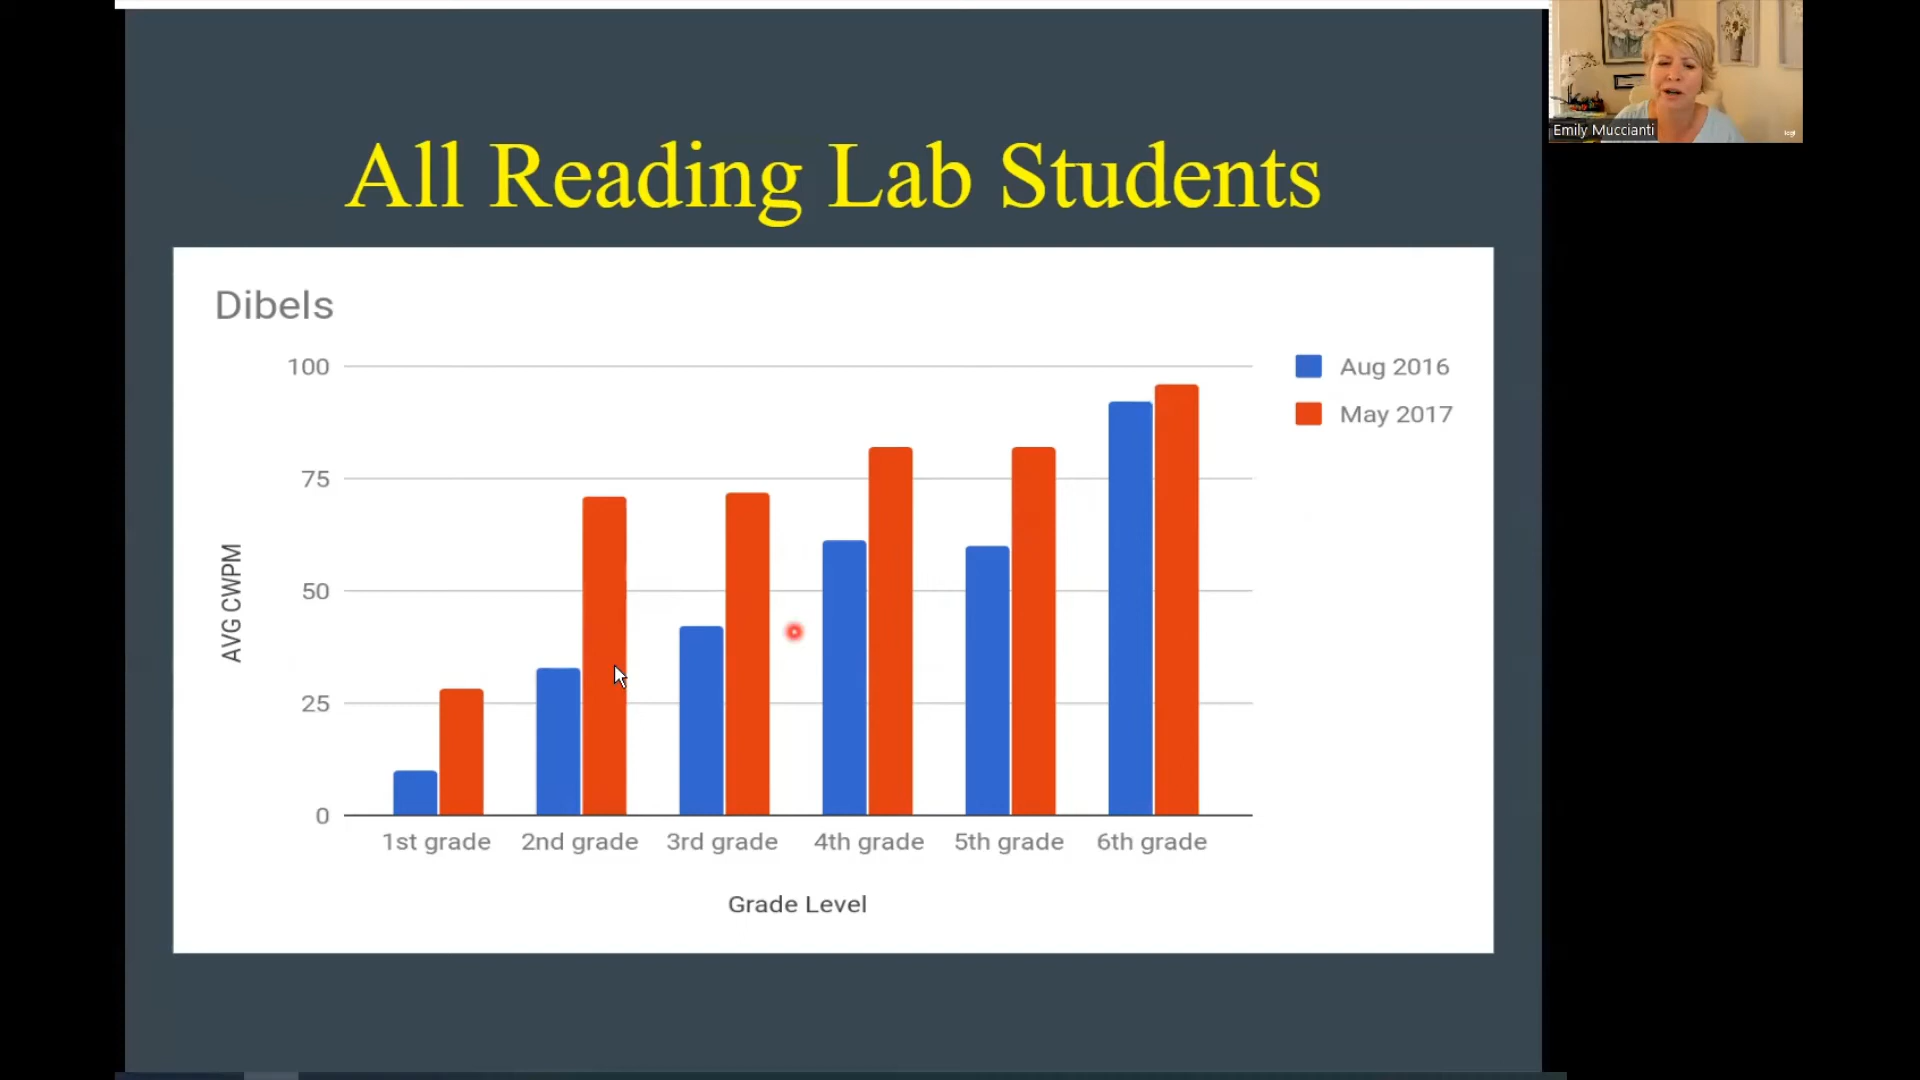 Emily Muccianti
All Reading Lab Students
Dibels
100
75
50
25
0
AVG CWPM
Aug 2016
May 2017
1st grade
2nd grade
3rd grade
4th grade
5th grade
6th grade
Grade Level